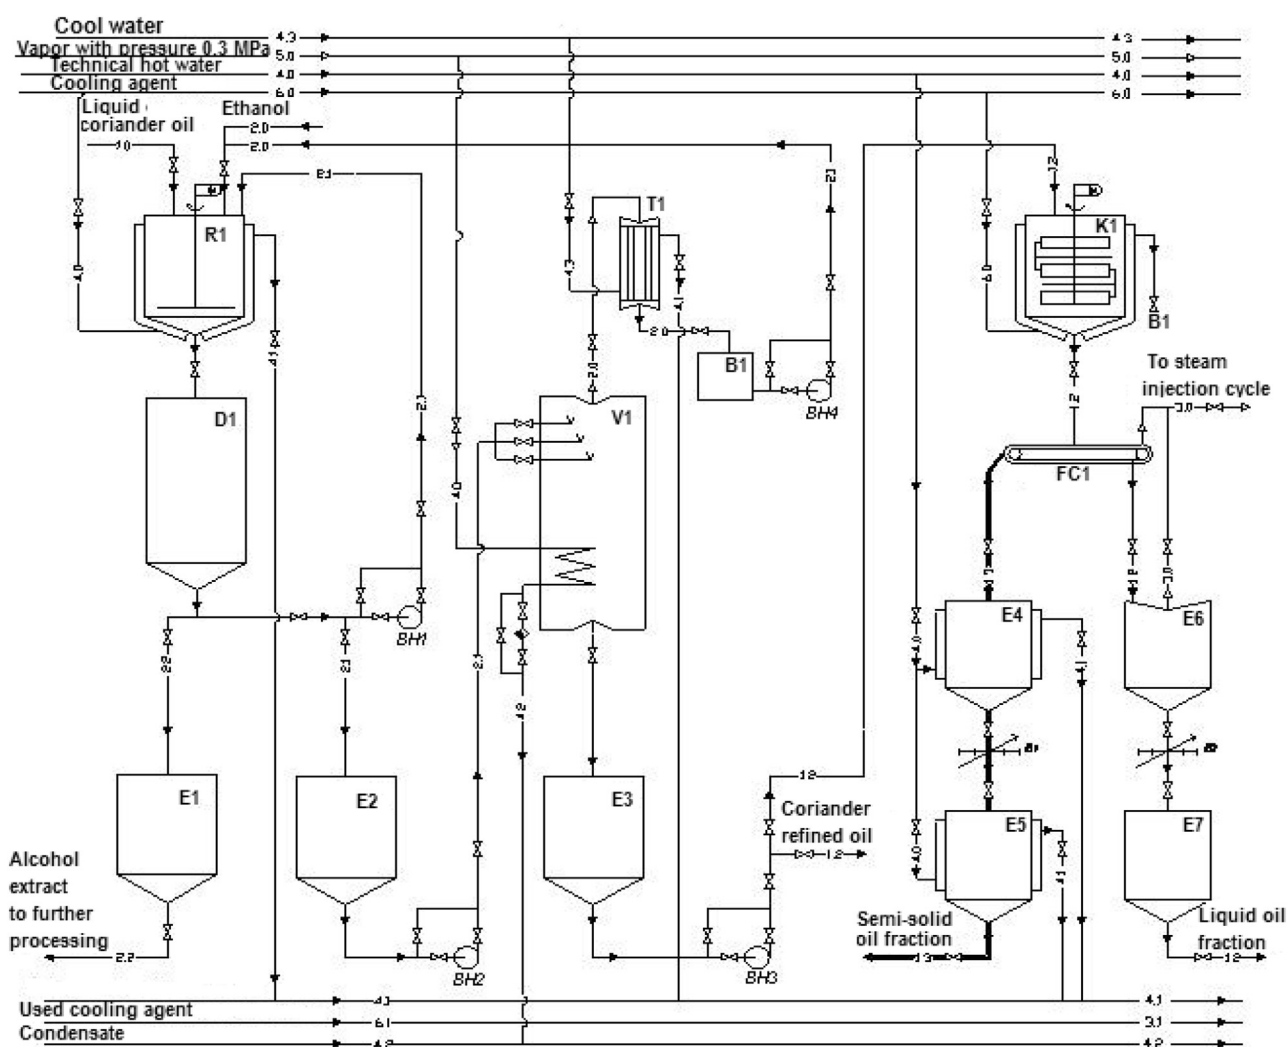 Cool water
4.3
4.3
Vapor with pressure 0.3 MPa
5.0
5.0
Technical hot water
4.0
4.0
Cooling agent
6.0
6.0
Liquid
coriander oil
Ethanol
1.0
2.0
2.0
2.1
R1
4.0
4.1
D1
2.2
2.1
BH1
E1
E2
Alcohol
extract
to further
processing
2.2
BH2
2.1
4.0
V1
2.0
T1
4.3
4.1
2.0
B1
BH4
2.1
4.2
E3
BH3
1.2
Coriander
refined oil
1.2
1.2
K1
6.0
B1
1.2
To steam
injection cycle
3.0
FC1
1.3
1.2
3.0
4.0
E4
4.1
E6
4.0
E5
4.1
E7
Semi-solid
oil fraction
1.3
Liquid oil
fraction
1.2
Used cooling agent
4.1
6.1
3.1
Condensate
4.2
4.2